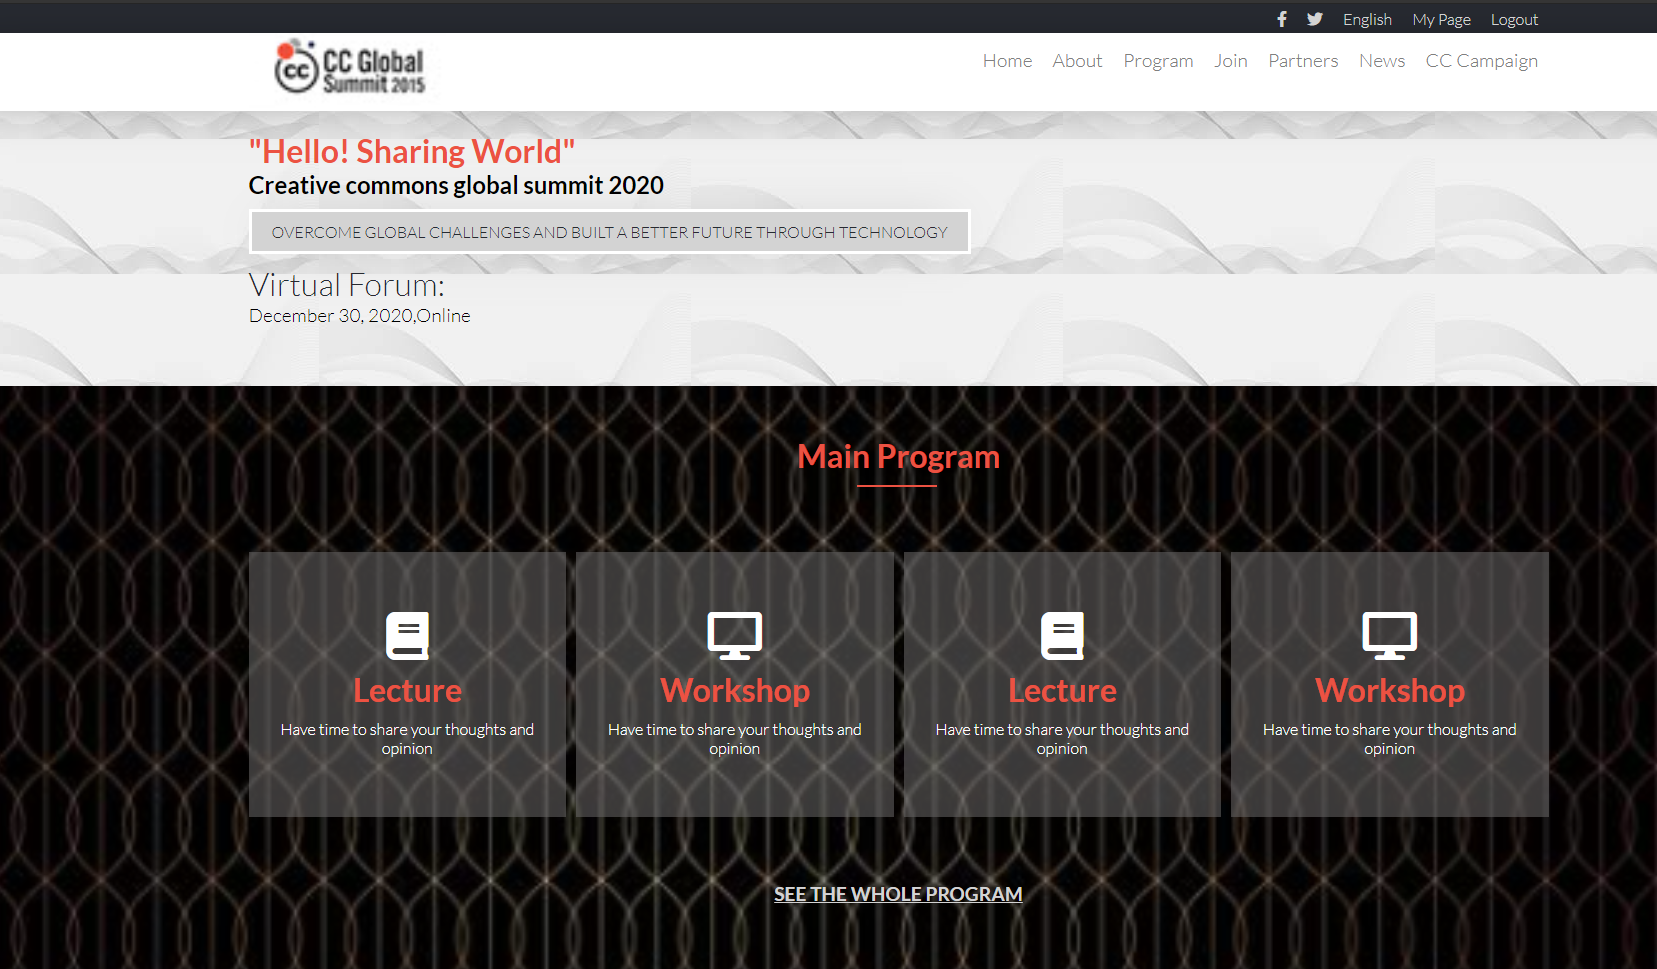 English My Page Logout
CC Global
Summit 2015
cc
Home About Program Join Partners News CC Campaign
"Hello! Sharing World"
Creative commons global summit 2020
OVERCOME GLOBAL CHALLENGES AND BUILT A BETTER FUTURE THROUGH TECHNOLOGY
Virtual Forum:
December 30, 2020,Online
Main Program
Lecture
Have time to share your thoughts and
opinion
Workshop
Have time to share your thoughts and
opinion
Lecture
Have time to share your thoughts and
opinion
Workshop
Have time to share your thoughts and
opinion
SEE THE WHOLE PROGRAM